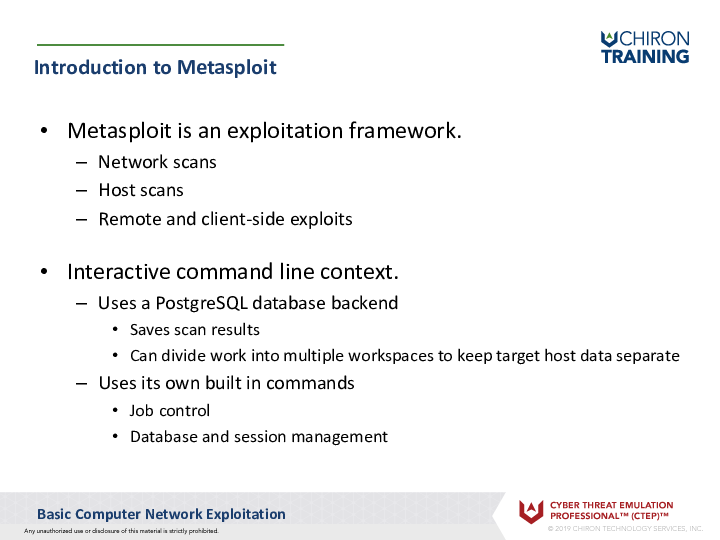 CHIRON
TRAINING
Introduction to Metasploit
• Metasploit is an exploitation framework.
– Network scans
– Host scans
– Remote and client-side exploits
• Interactive command line context.
– Uses a PostgreSQL database backend
• Saves scan results
• Can divide work into multiple workspaces to keep target host data separate
– Uses its own built in commands
• Job control
• Database and session management
Basic Computer Network Exploitation
Any unauthorized use or disclosure of this material is strictly prohibited.
CYBER THREAT EMULATION
PROFESSIONAL™ (CTEP)™
© 2019 CHIRON TECHNOLOGY SERVICES, INC.